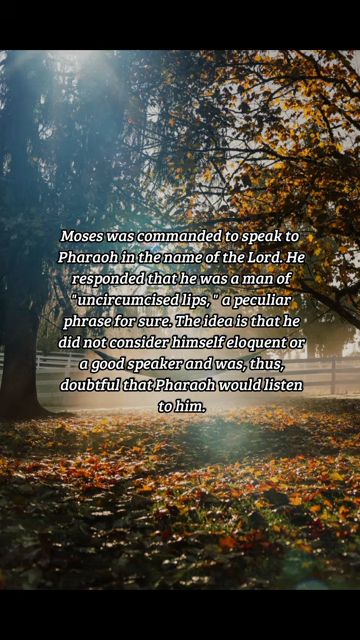 Moses was commanded to speak to
Pharaoh in the name of the Lord. He
responded that he was a man of
"uncircumcised lips," a peculiar
phrase for sure. The idea is that he
did not consider himself eloquent or
a good speaker and was, thus,
doubtful that Pharaoh would listen
to him.